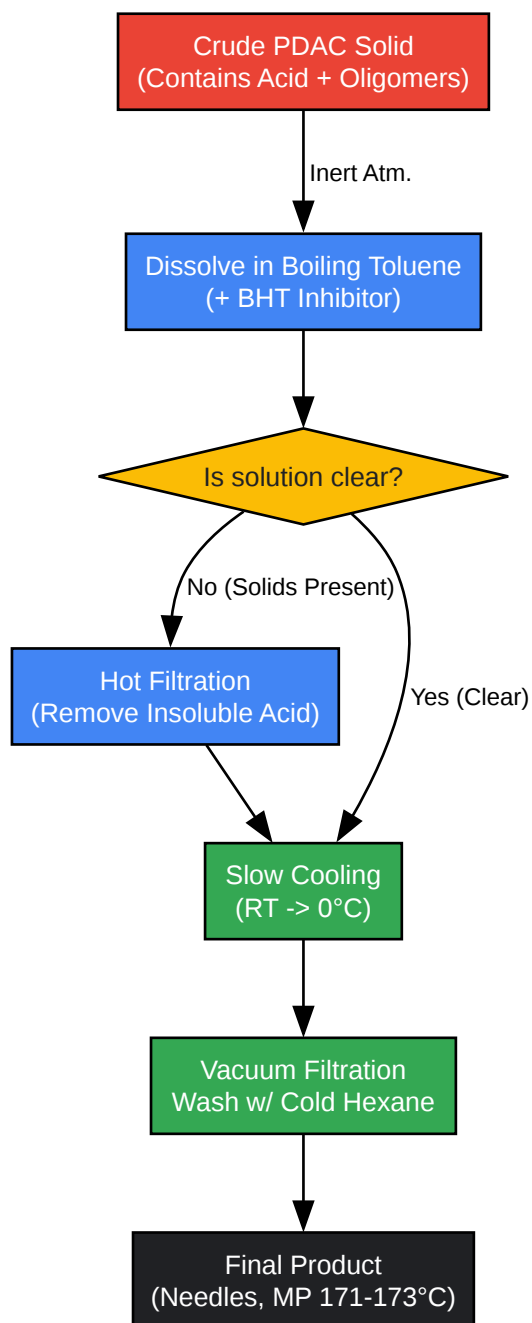 Crude PDAC Solid
(Contains Acid + Oligomers)
Inert Atm.
Dissolve in Boiling Toluene
(+ BHT Inhibitor)
Is solution clear?
No (Solids Present)
Hot Filtration
(Remove Insoluble Acid)
Yes (Clear)
Slow Cooling
(RT -> 0°C)
Vacuum Filtration
Wash w/ Cold Hexane
Final Product
(Needles, MP 171-173°C)